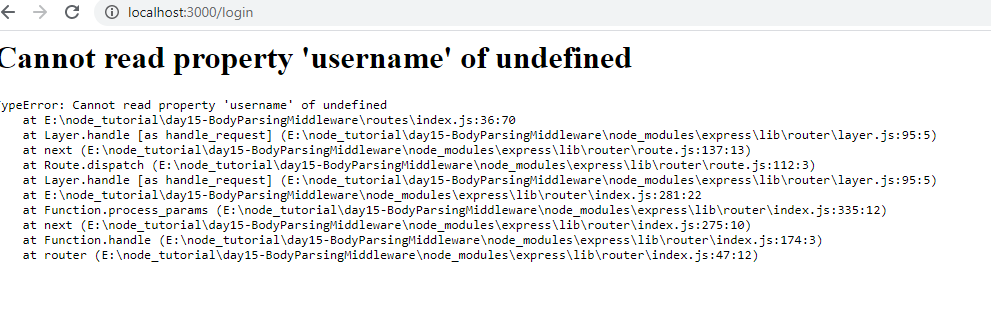 localhost:3000/login
Cannot read property 'username' of undefined
TypeError: Cannot read property 'username' of undefined
at E:\node_tutorial\day15-BodyParsingMiddleware\routes\index.js:36:70
at Layer.handle [as handle_request] (E:\node_tutorial\day15-BodyParsingMiddleware\node_modules\express\lib\router\layer.js:95:5)
at next (E:\node_tutorial\day15-BodyParsingMiddleware\node_modules\express\lib\router\route.js:137:13)
at Route.dispatch (E:\node_tutorial\day15-BodyParsingMiddleware\node_modules\express\lib\router\route.js:112:3)
at Layer.handle [as handle_request] (E:\node_tutorial\day15-BodyParsingMiddleware\node_modules\express\lib\router\layer.js:95:5)
at E:\node_tutorial\day15-BodyParsingMiddleware\node_modules\express\lib\router\index.js:281:22
at Function.process_params (E:\node_tutorial\day15-BodyParsingMiddleware\node_modules\express\lib\router\index.js:335:12)
at next (E:\node_tutorial\day15-BodyParsingMiddleware\node_modules\express\lib\router\index.js:275:10)
at Function.handle (E:\node_tutorial\day15-BodyParsingMiddleware\node_modules\express\lib\router\index.js:174:3)
at router (E:\node_tutorial\day15-BodyParsingMiddleware\node_modules\express\lib\router\index.js:47:12)